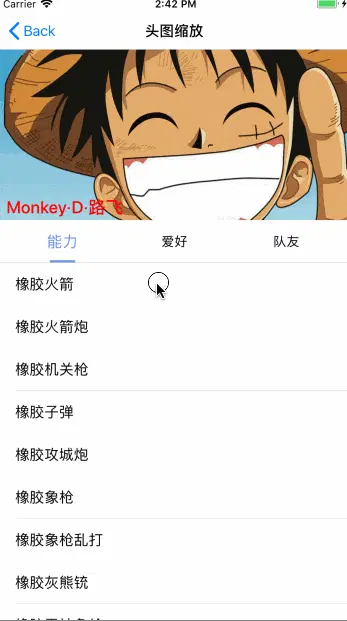 Carrier 2:42 PM
Back 头图缩放
Monkey·D·路飞
能力 爱好 队友
橡胶火箭
橡胶火箭炮
橡胶机关枪
橡胶子弹
橡胶攻城炮
橡胶象枪
橡胶象枪乱打
橡胶灰熊铳